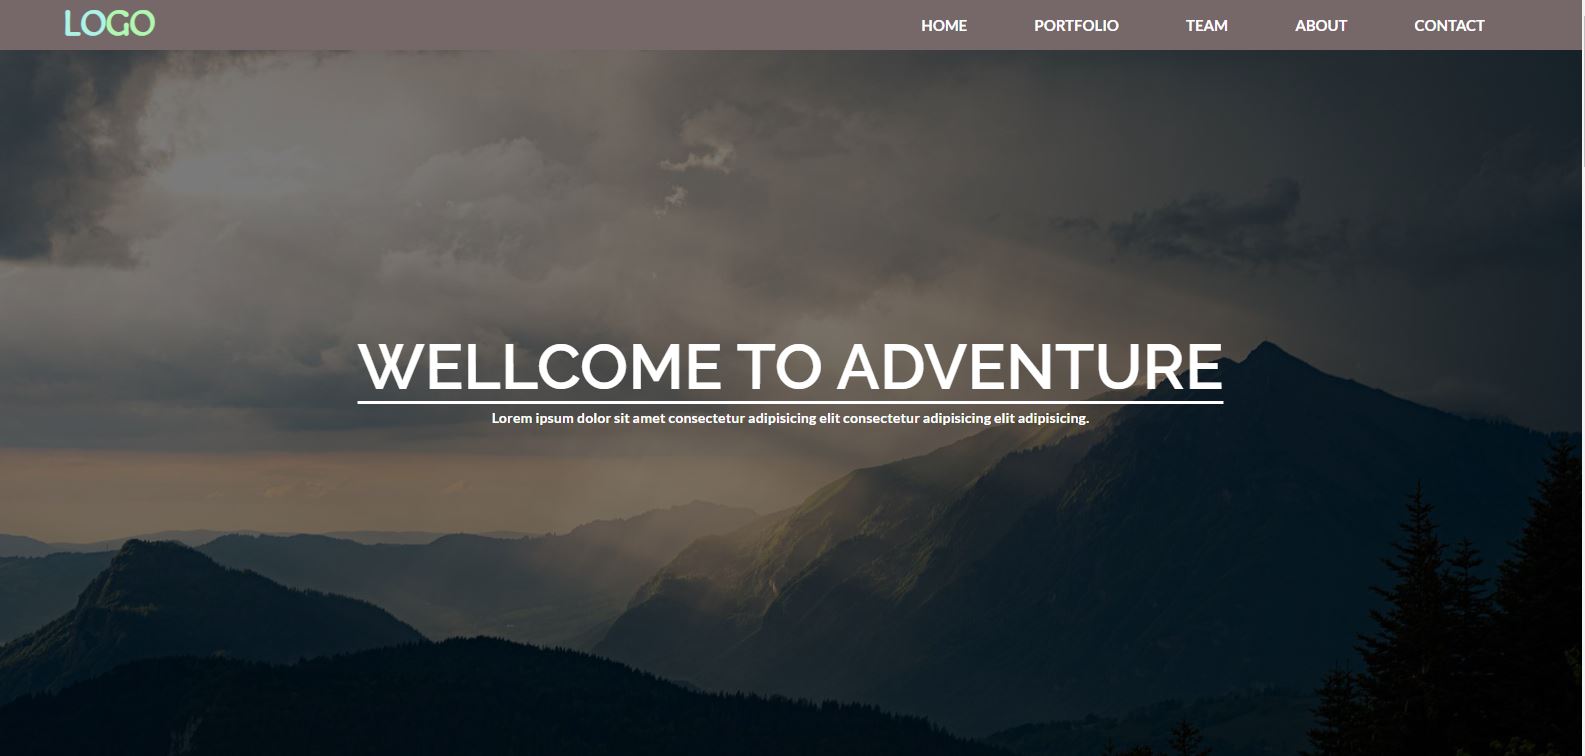 LOGO HOME PORTFOLIO TEAM ABOUT CONTACT
WELLCOME TO ADVENTURE
Lorem ipsum dolor sit amet consectetur adipisicing elit consectetur adipisicing elit adipisicing.